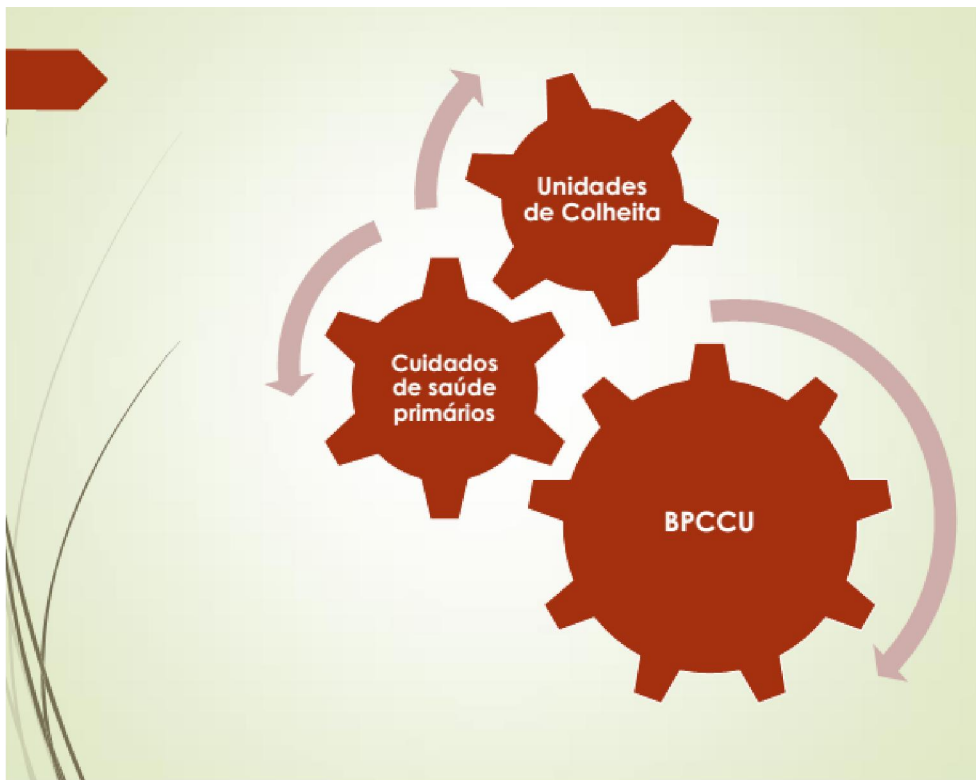 Unidades
de Colheita
Cuidados
de saúde
primários
BPCCU